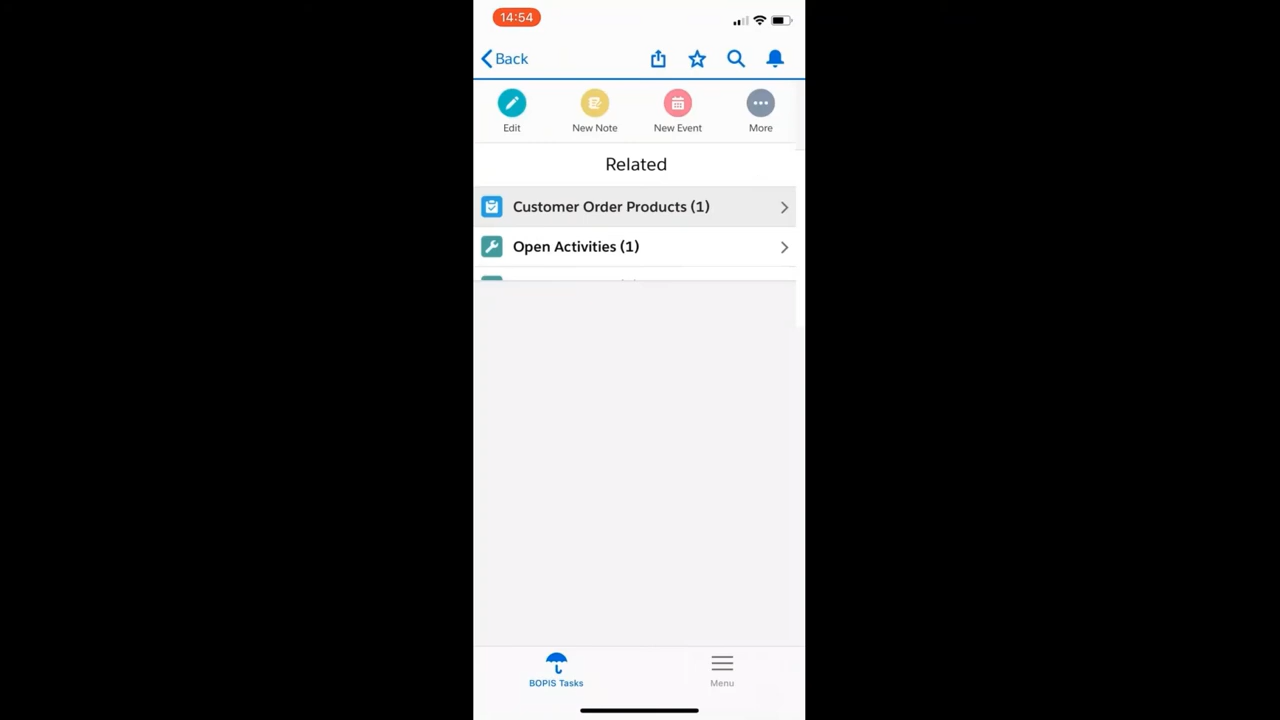 14:54
Back
Edit
New Note
New Event
More
Related
Customer Order Products (1)
Open Activities (1)
BOPIS Tasks
Menu